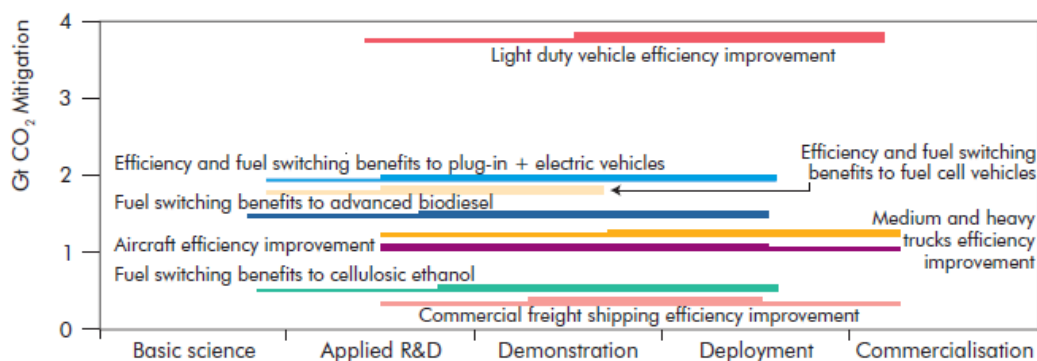 Gt CO₂ Mitigation
4
3
2
1
0
Light duty vehicle efficiency improvement
Efficiency and fuel switching benefits to plug-in + electric vehicles
Efficiency and fuel switching
benefits to fuel cell vehicles
Fuel switching benefits to advanced biodiesel
Medium and heavy
trucks efficiency
improvement
Aircraft efficiency improvement
Fuel switching benefits to cellulosic ethanol
Commercial freight shipping efficiency improvement
Basic science
Applied R&D
Demonstration
Deployment
Commercialisation